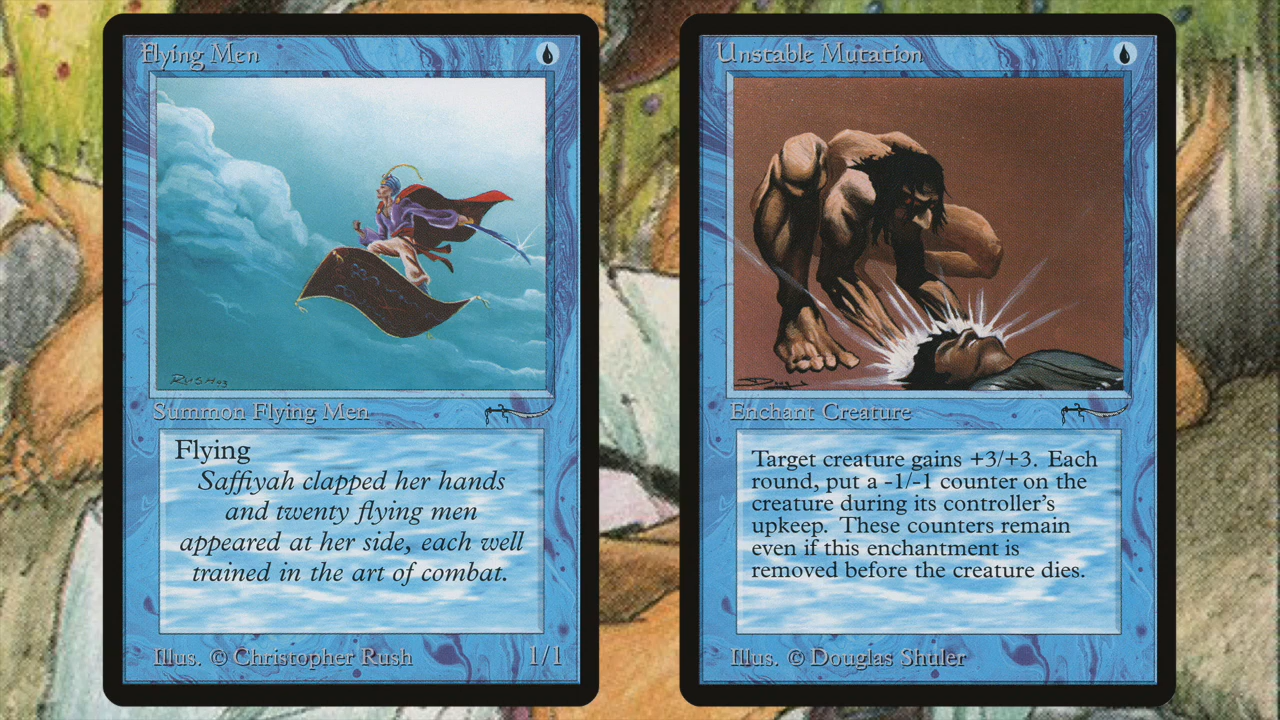 Flying Men
RUSH93
Summon Flying Men
Flying
Saffiyah clapped her hands
and twenty flying men
appeared at her side, each well
trained in the art of combat.
Illus. © Christopher Rush 1/1
Unstable Mutation
Doug
Enchant Creature
Target creature gains +3/+3. Each
round, put a -1/-1 counter on the
creature during its controller's
upkeep. These counters remain
even if this enchantment is
removed before the creature dies.
Illus. © Douglas Shuler